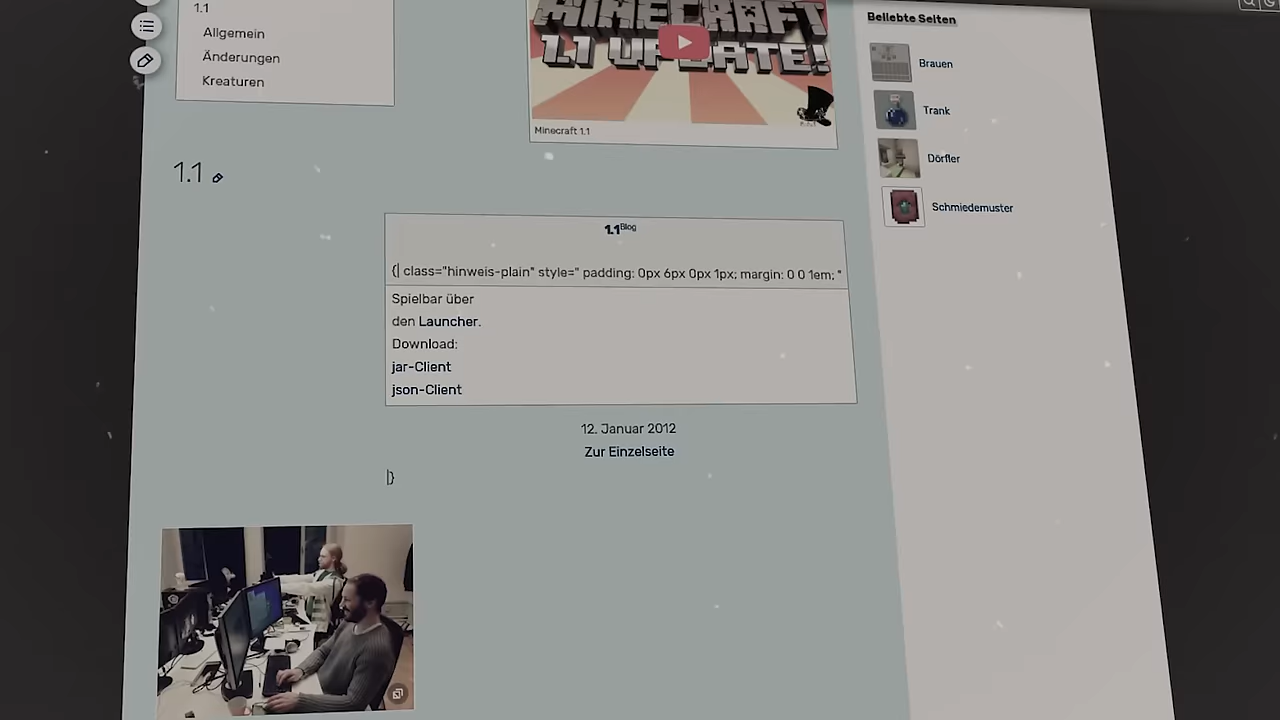 1.1
Allgemein
Änderungen
Kreaturen
MINECRAFT
1.1 UPDATE!
Minecraft 1.1
Beliebte Seiten
Brauen
Trank
Dörfler
Schmiedemuster
1.1
1.1Blog
{| class="hinweis-plain" style=" padding: 0px 6px 0px 1px; margin: 0 0 1em; "
Spielbar über
den Launcher.
Download:
jar-Client
json-Client
12. Januar 2012
Zur Einzelseite
|}